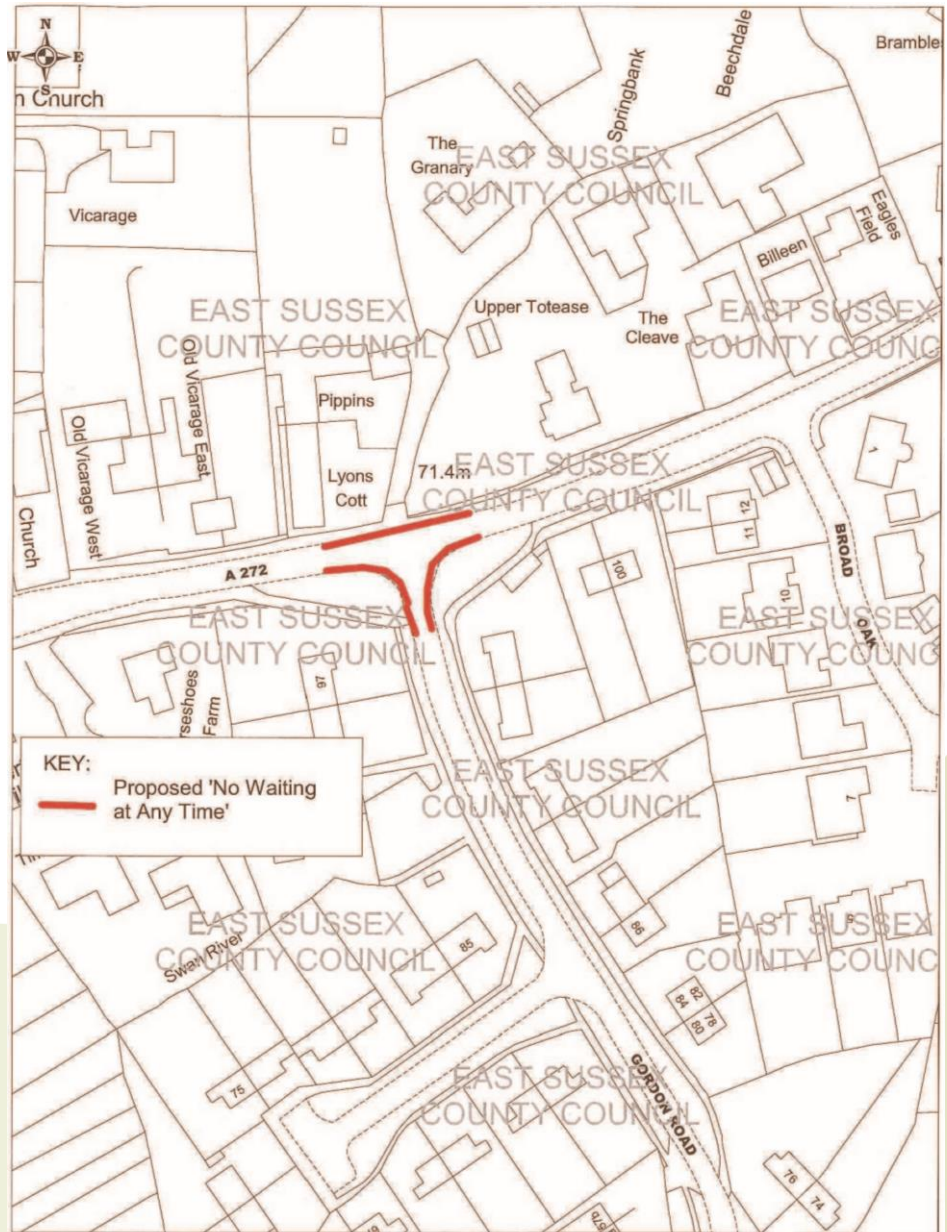 N
W
E
S
n Church
Vicarage
The
Granary
Springbank
Beechdale
Bramble
EAST SUSSEX
COUNTY COUNCIL
Eagles
Field
Billeen
Upper Totease
The
Cleave
EAST SUSSEX
COUNTY COUNCIL
EAST SUSSEX
COUNTY COUNC
Old Vicarage East
Pippins
Old Vicarage West
Lyons
Cott
71.4m
EAST SUSSEX
COUNTY COUNCIL
Church
A 272
1
12
11
100
BROAD
OAK
10
EAST SUSSEX
COUNTY COUNCIL
EAST SUSSEX
COUNTY COUNCIL
97
rseshoes
Farm
KEY:
Proposed 'No Waiting
at Any Time'
EAST SUSSEX
COUNTY COUNCIL
7
EAST SUSSEX
COUNTY COUNCIL
EAST SUSSEX
COUNTY COUNC
5
86
85
Swan River
82
84
78
80
75
EAST SUSSEX
COUNTY COUNCIL
GORDON ROAD
76
74
67b